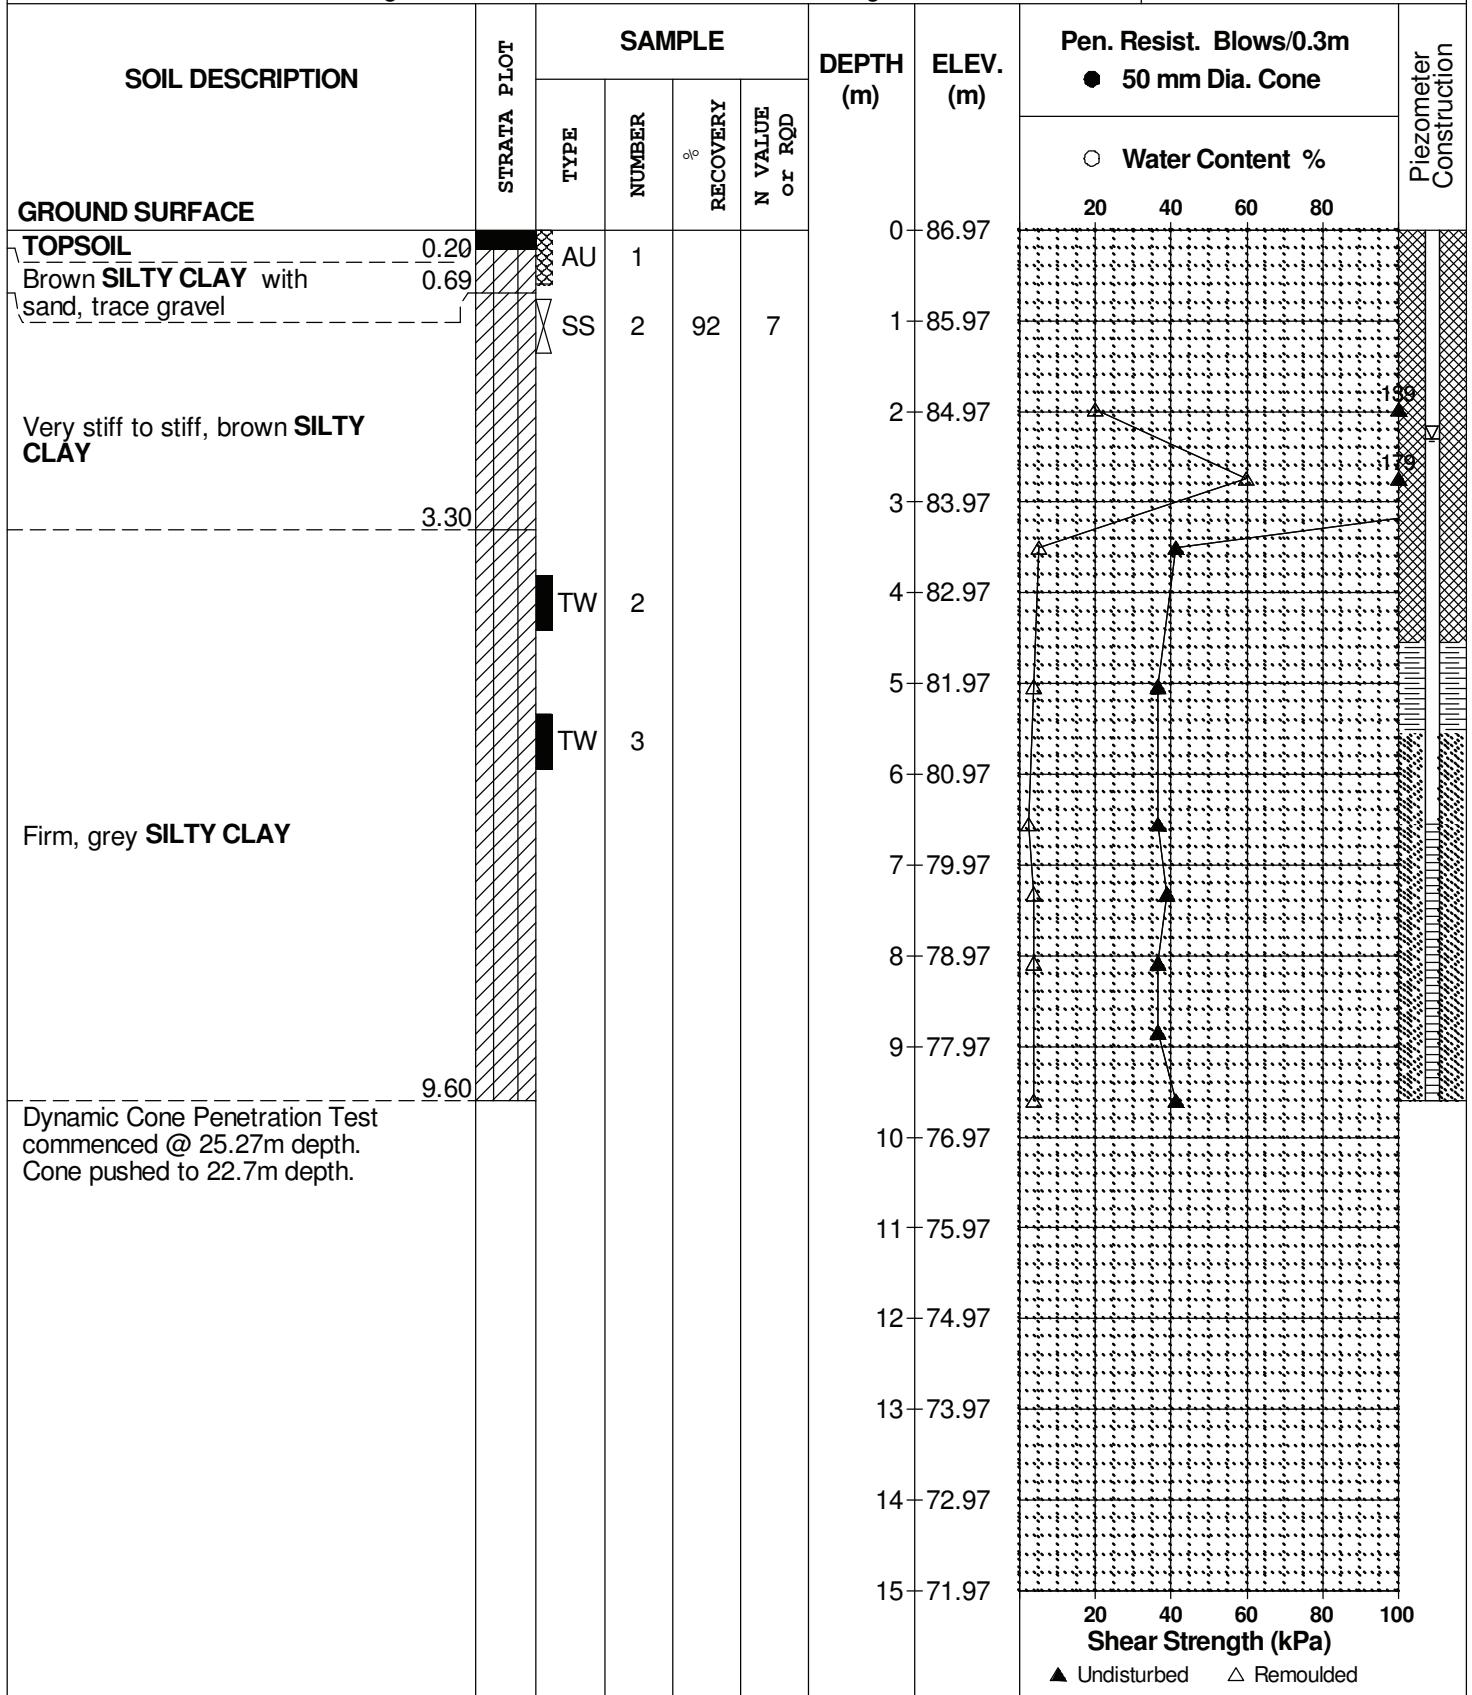 SOIL DESCRIPTION
STRATA PLOT
SAMPLE
TYPE
NUMBER
% RECOVERY
N VALUE or RQD
DEPTH (m)
ELEV. (m)
Pen. Resist. Blows/0.3m
● 50 mm Dia. Cone
○ Water Content %
Piezometer Construction
20 40 60 80
GROUND SURFACE
0 86.97
TOPSOIL 0.20
AU 1
Brown SILTY CLAY with 0.69
sand, trace gravel
SS 2 92 7
1 85.97
2 84.97
Very stiff to stiff, brown SILTY
CLAY
179
3 83.97
3.30
TW 2
4 82.97
5 81.97
TW 3
6 80.97
Firm, grey SILTY CLAY
7 79.97
8 78.97
9 77.97
9.60
Dynamic Cone Penetration Test
commenced @ 25.27m depth.
Cone pushed to 22.7m depth.
10 76.97
11 75.97
12 74.97
13 73.97
14 72.97
15 71.97
20 40 60 80 100
Shear Strength (kPa)
▲ Undisturbed △ Remoulded